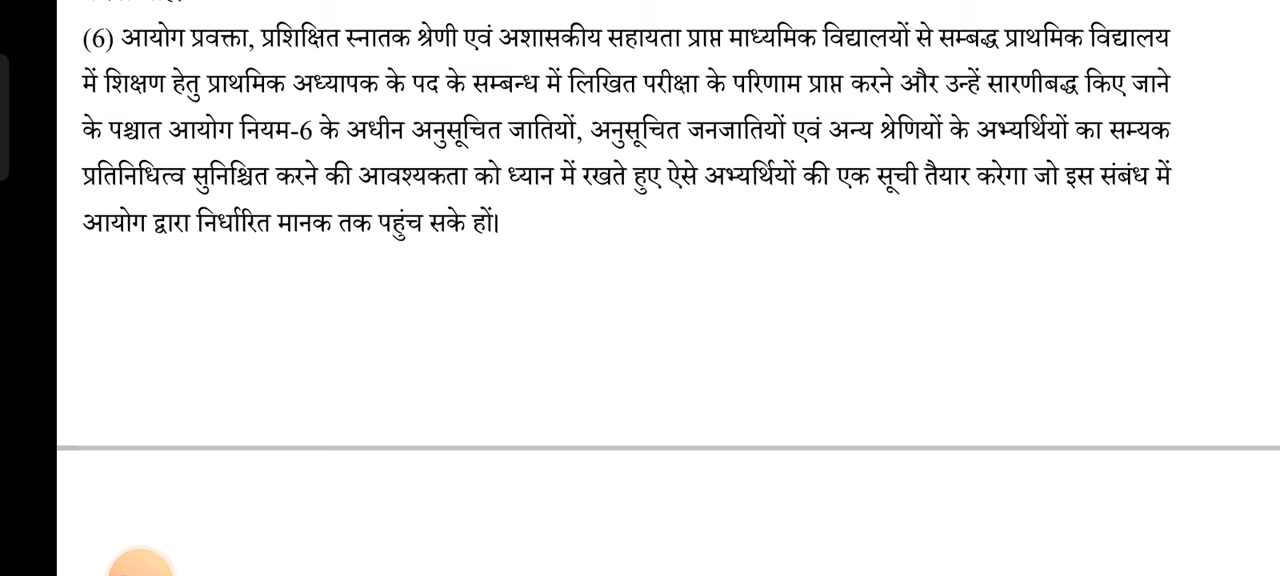 (6) आयोग प्रवक्ता, प्रशिक्षित स्नातक श्रेणी एवं अशासकीय सहायता प्राप्त माध्यमिक विद्यालयों से सम्बद्ध प्राथमिक विद्यालय
में शिक्षण हेतु प्राथमिक अध्यापक के पद के सम्बन्ध में लिखित परीक्षा के परिणाम प्राप्त करने और उन्हें सारणीबद्ध किए जाने
के पश्चात आयोग नियम-6 के अधीन अनुसूचित जातियों, अनुसूचित जनजातियों एवं अन्य श्रेणियों के अभ्यर्थियों का सम्यक
प्रतिनिधित्व सुनिश्चित करने की आवश्यकता को ध्यान में रखते हुए ऐसे अभ्यर्थियों की एक सूची तैयार करेगा जो इस संबंध में
आयोग द्वारा निर्धारित मानक तक पहुंच सके हों।